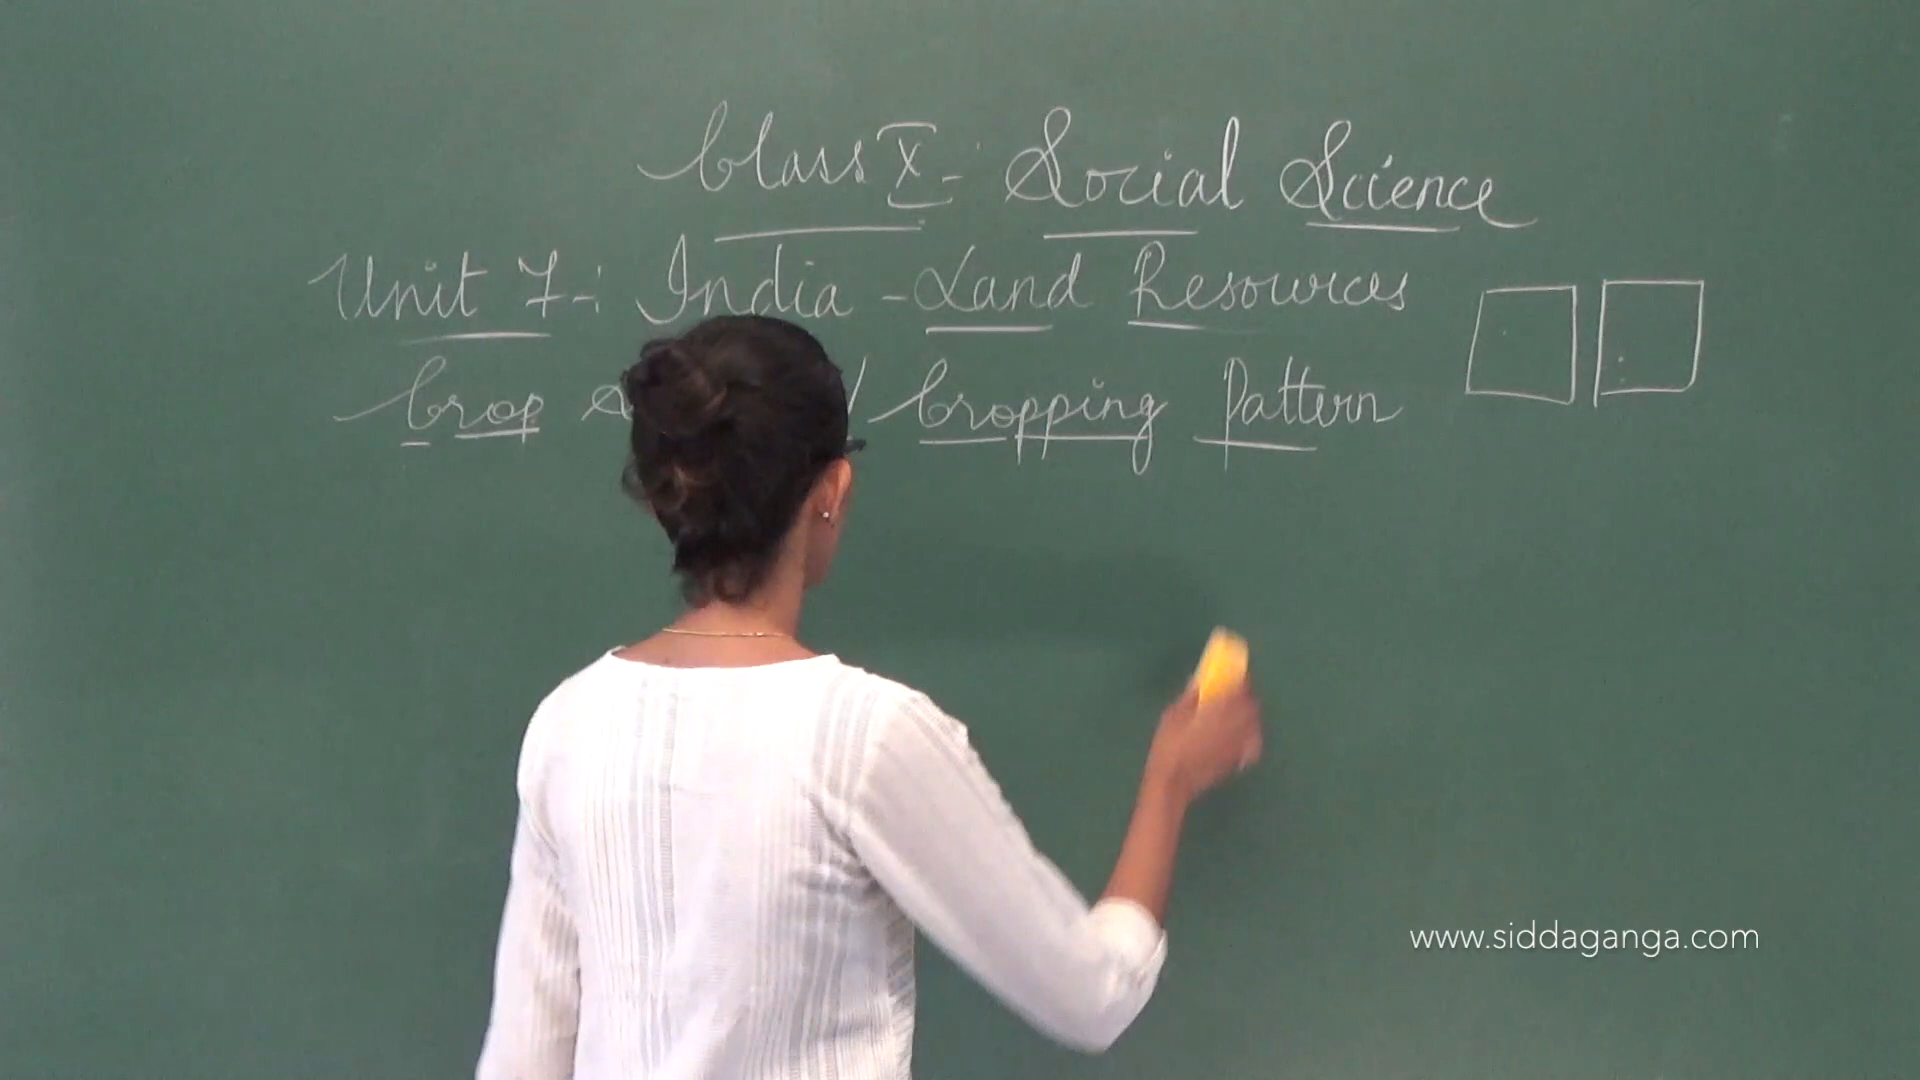 Class X-: Social Science
Unit 7-: India - Land Resources
Crop / Cropping Pattern
www.siddaganga.com